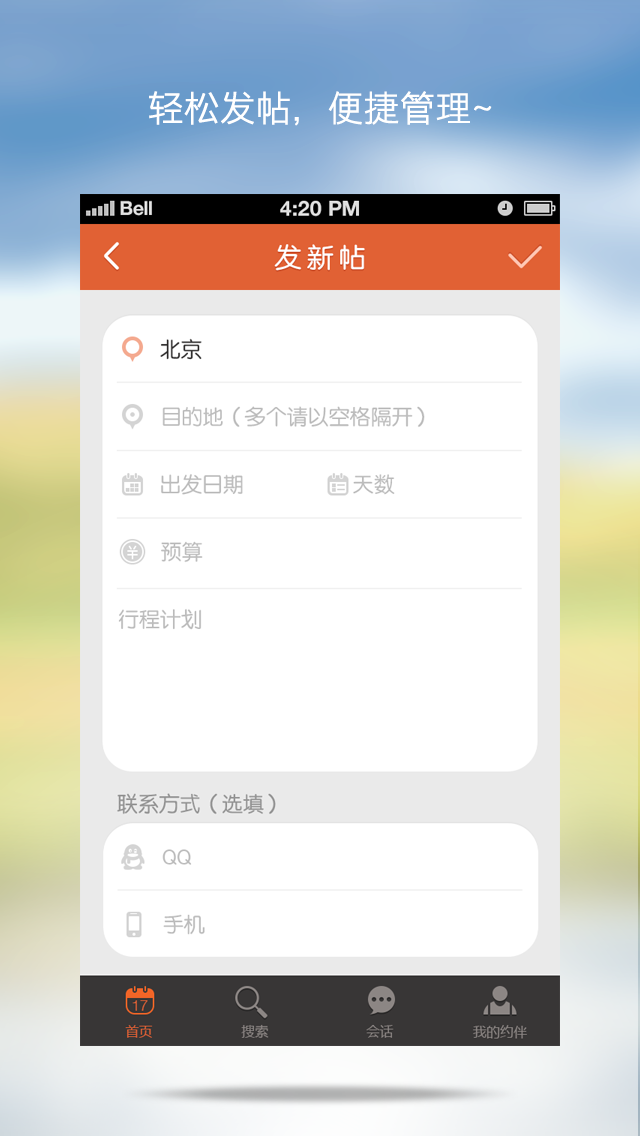 轻松发帖，便捷管理~
Bell 4:20 PM
发新帖
北京
目的地（多个请以空格隔开）
出发日期 天数
预算
行程计划
联系方式（选填）
QQ
手机
17
首页 搜索 会话 我的约伴